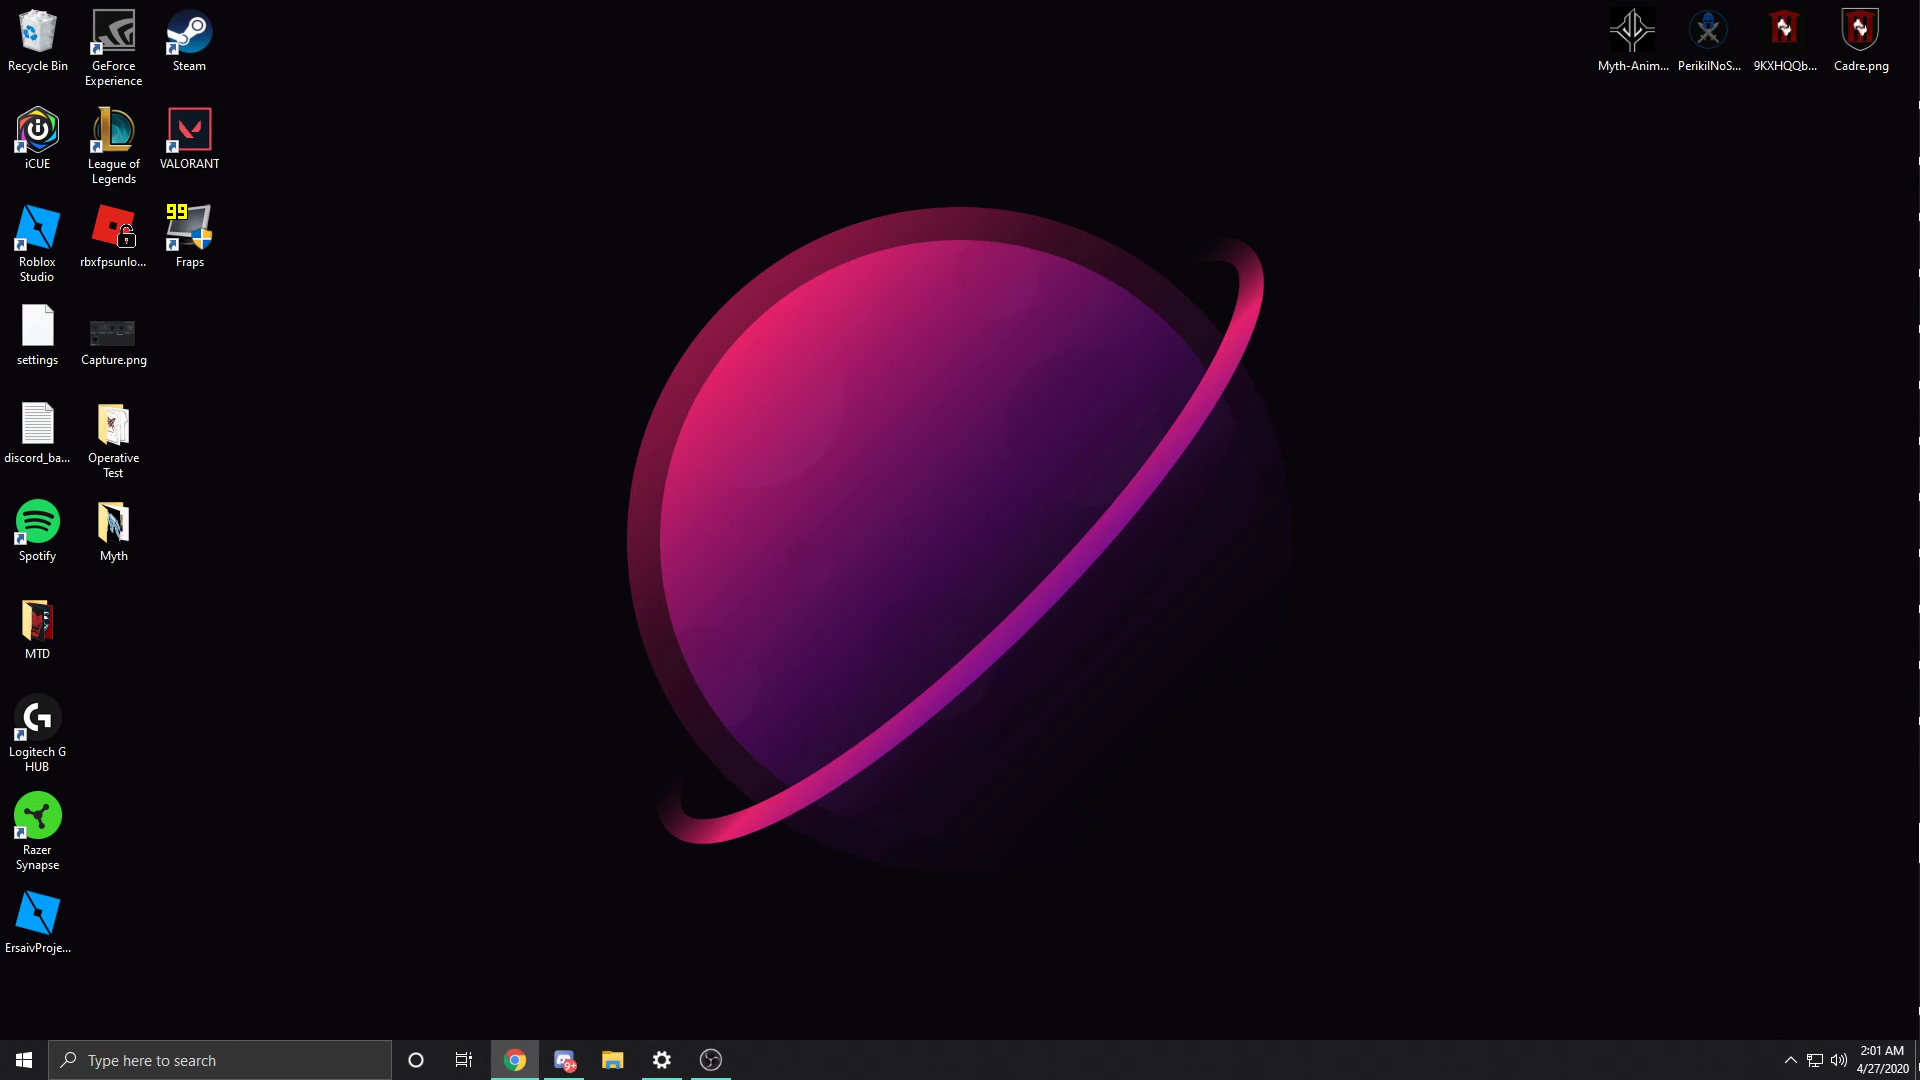 Recycle Bin
GeForce
Experience
Steam
Myth-Anim...
PerikilNoS...
9KXHQQb...
Cadre.png
iCUE
League of
Legends
VALORANT
Roblox
Studio
rbxfpsunlo...
99
Fraps
settings
Capture.png
discord_ba...
Operative
Test
Spotify
Myth
MTD
Logitech G
HUB
Razer
Synapse
ErsaivProje...
Type here to search
9+
2:01 AM
4/27/2020